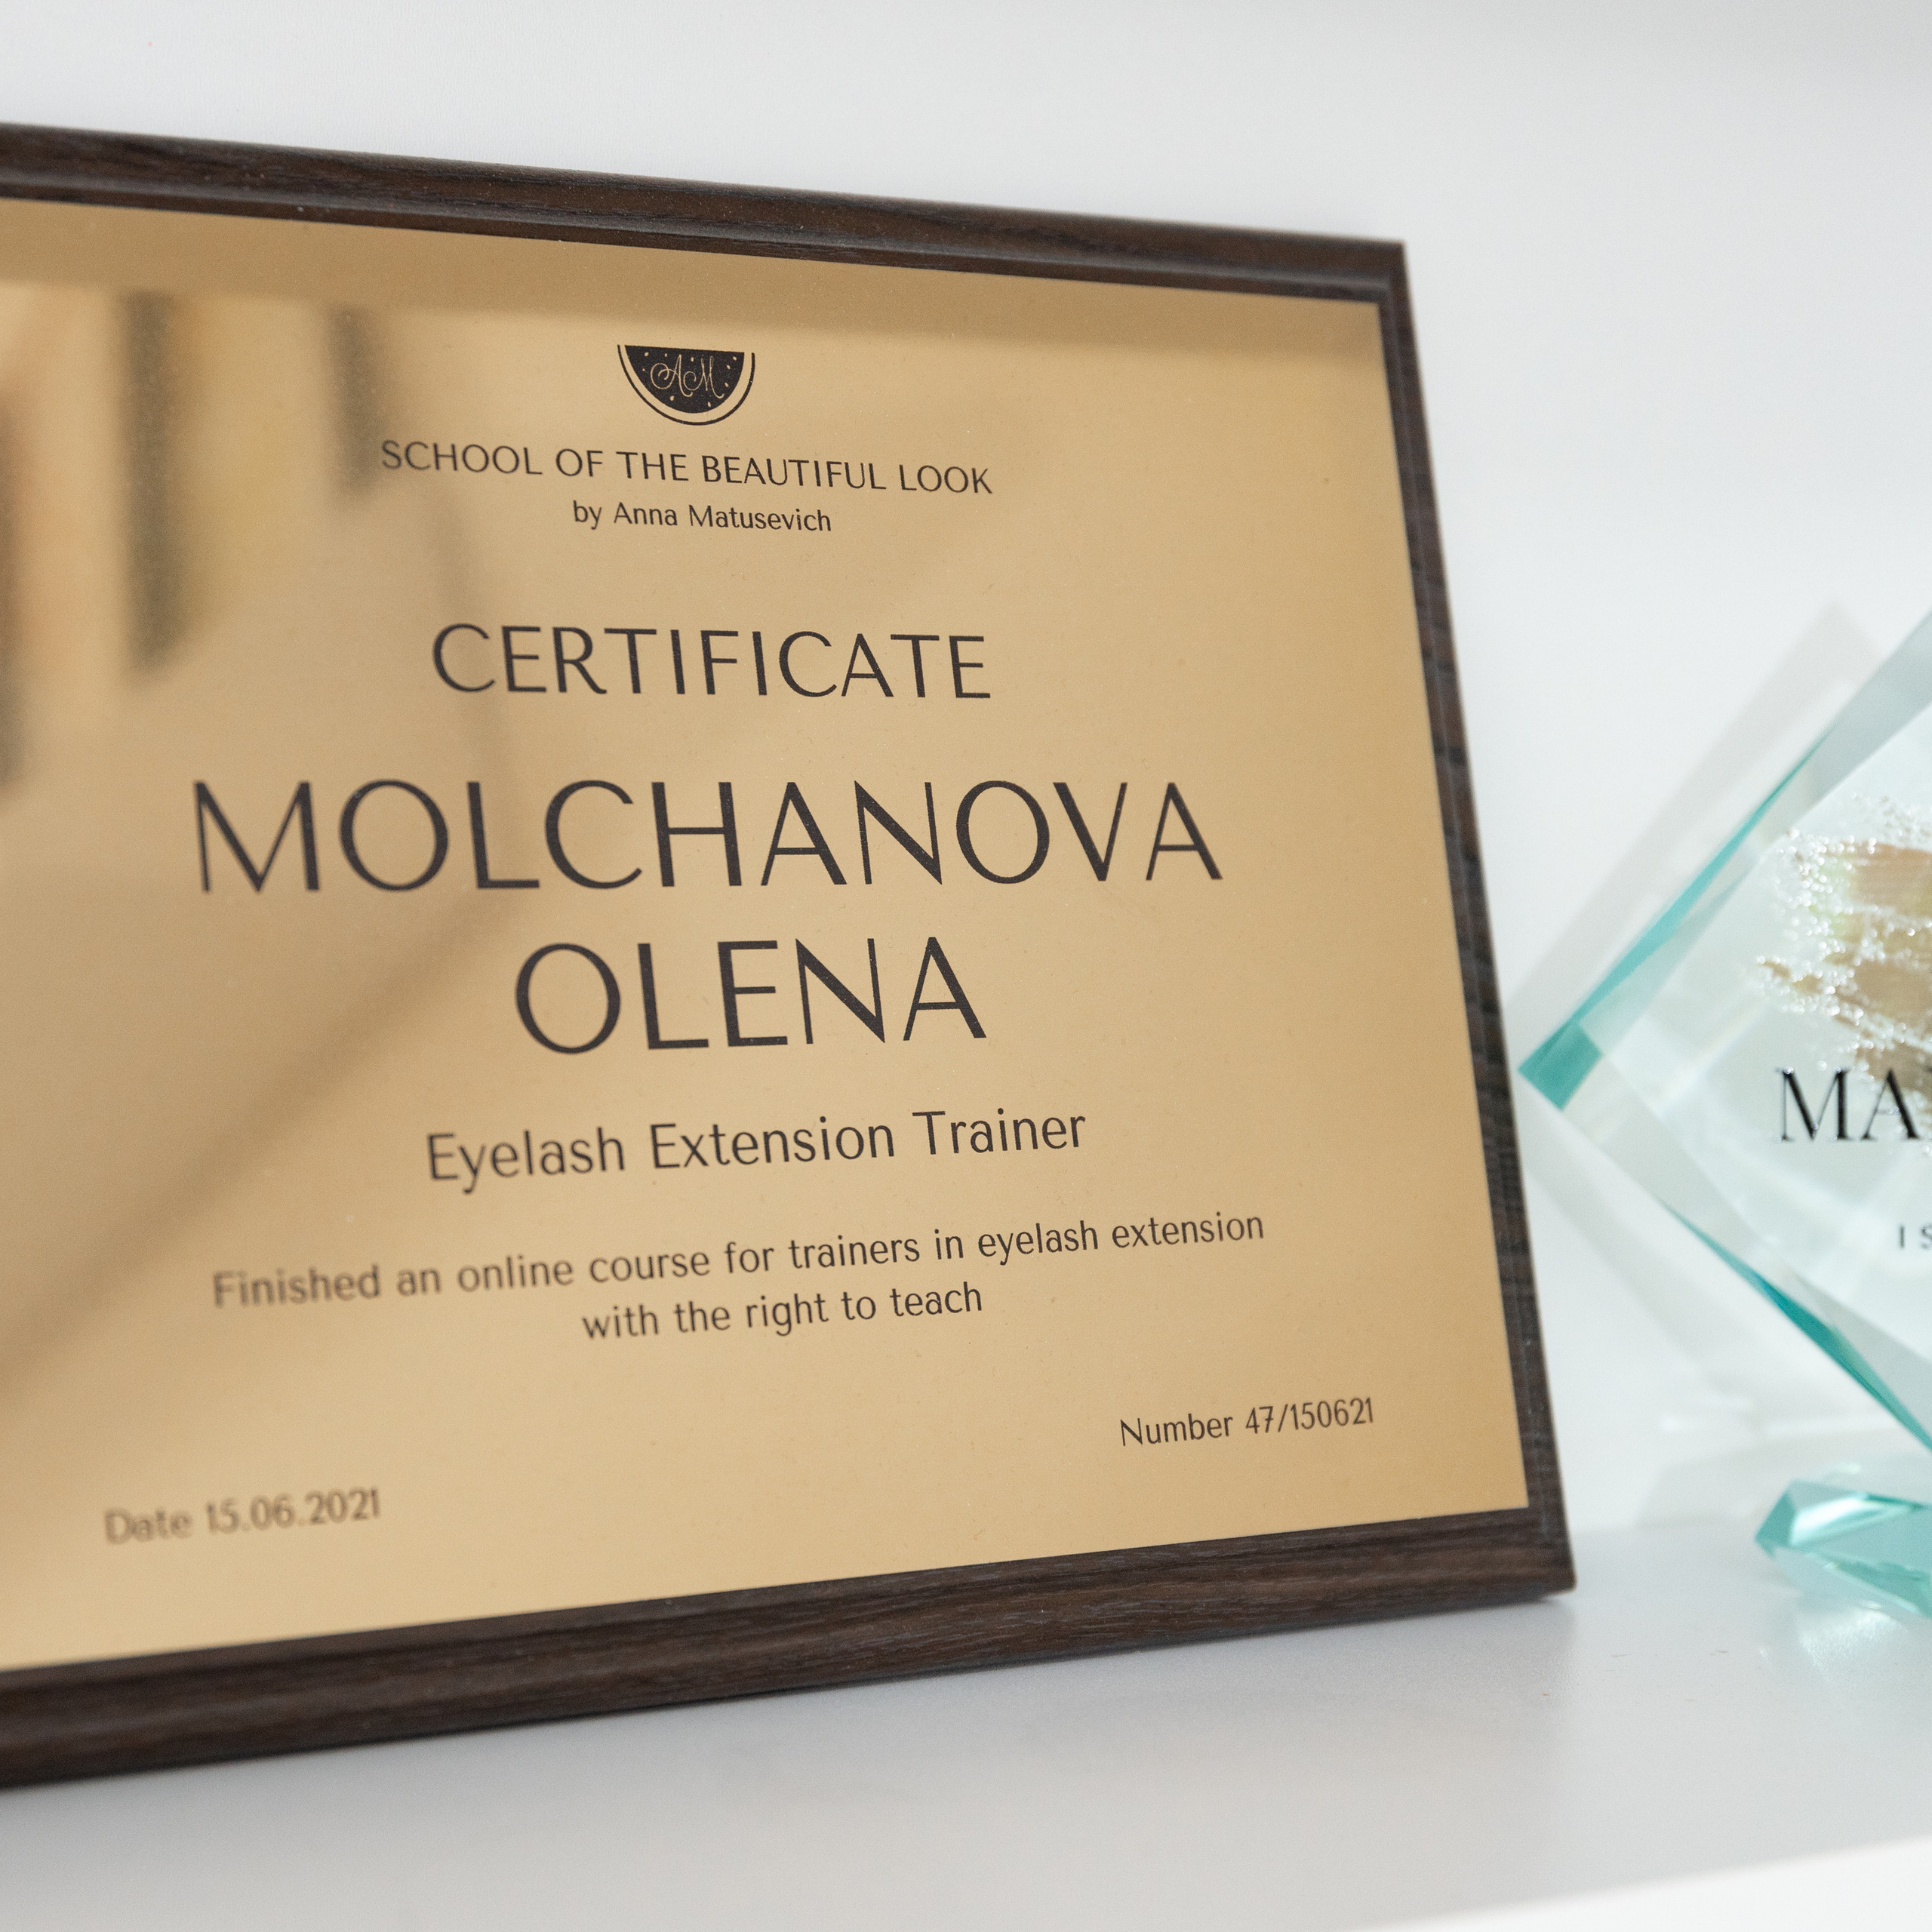 AM
SCHOOL OF THE BEAUTIFUL LOOK
by Anna Matusevich
CERTIFICATE
MOLCHANOVA
OLENA
Eyelash Extension Trainer
Finished an online course for trainers in eyelash extension
with the right to teach
Number 47/150621
Date 15.06.2021